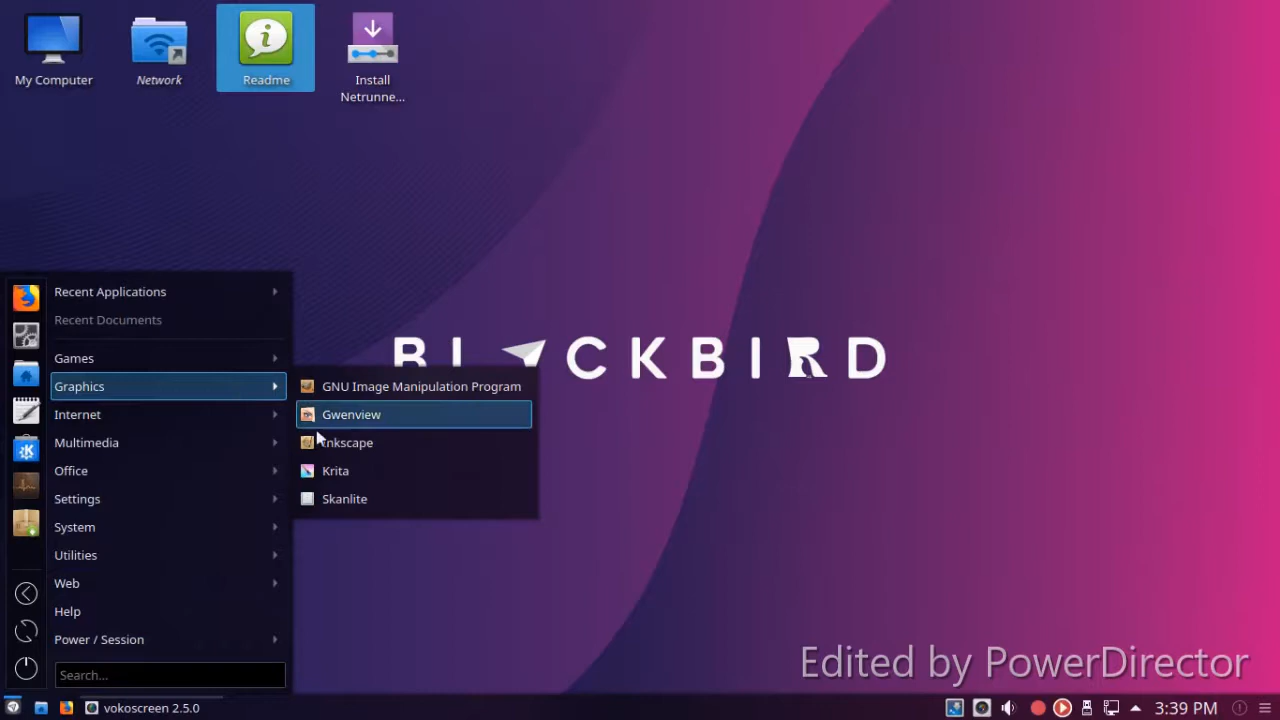 My Computer
Network
Readme
Install
Netrunne...
BLACKBIRD
Recent Applications
Recent Documents
Games
Graphics
Internet
Multimedia
Office
Settings
System
Utilities
Web
Help
Power / Session
Search...
GNU Image Manipulation Program
Gwenview
Inkscape
Krita
Skanlite
Edited by PowerDirector
vokoscreen 2.5.0
3:39 PM